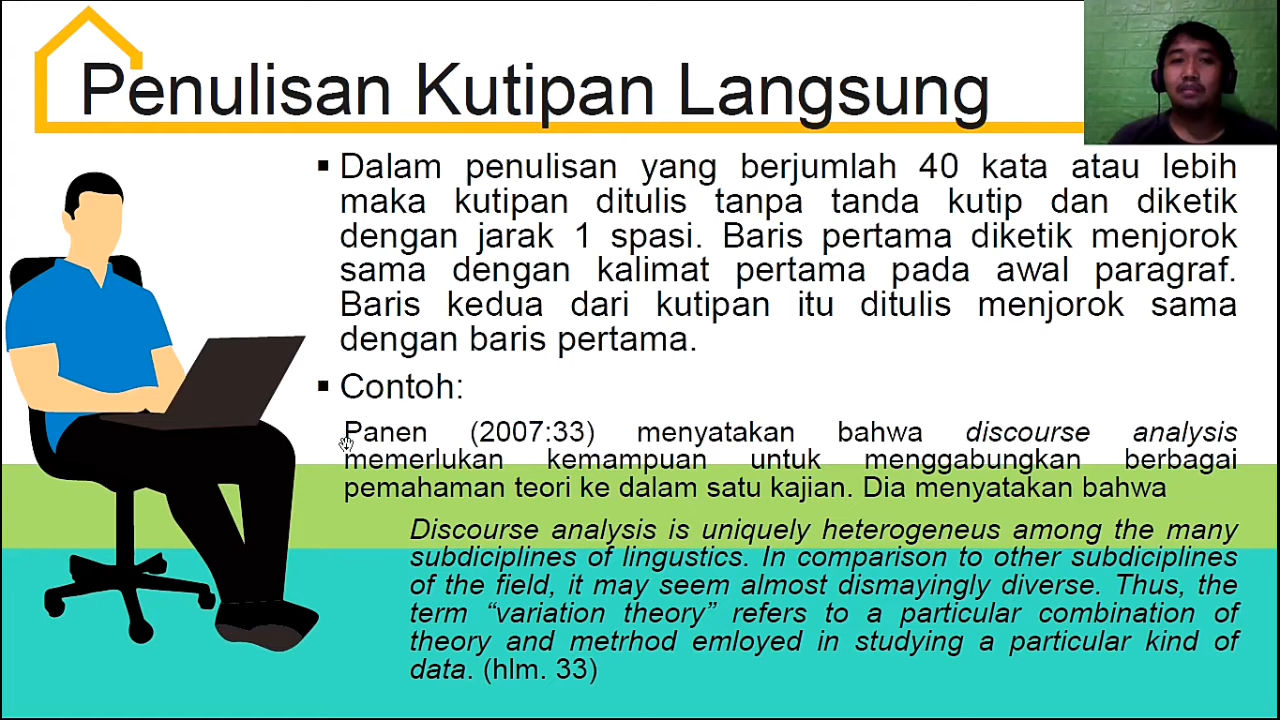 Penulisan Kutipan Langsung
▪ Dalam penulisan yang berjumlah 40 kata atau lebih
maka kutipan ditulis tanpa tanda kutip dan diketik
dengan jarak 1 spasi. Baris pertama diketik menjorok
sama dengan kalimat pertama pada awal paragraf.
Baris kedua dari kutipan itu ditulis menjorok sama
dengan baris pertama.
▪ Contoh:
Panen (2007:33) menyatakan bahwa discourse analysis
memerlukan kemampuan untuk menggabungkan berbagai
pemahaman teori ke dalam satu kajian. Dia menyatakan bahwa
Discourse analysis is uniquely heterogeneus among the many
subdiciplines of lingustics. In comparison to other subdiciplines
of the field, it may seem almost dismayingly diverse. Thus, the
term “variation theory” refers to a particular combination of
theory and metrhod emloyed in studying a particular kind of
data. (hlm. 33)